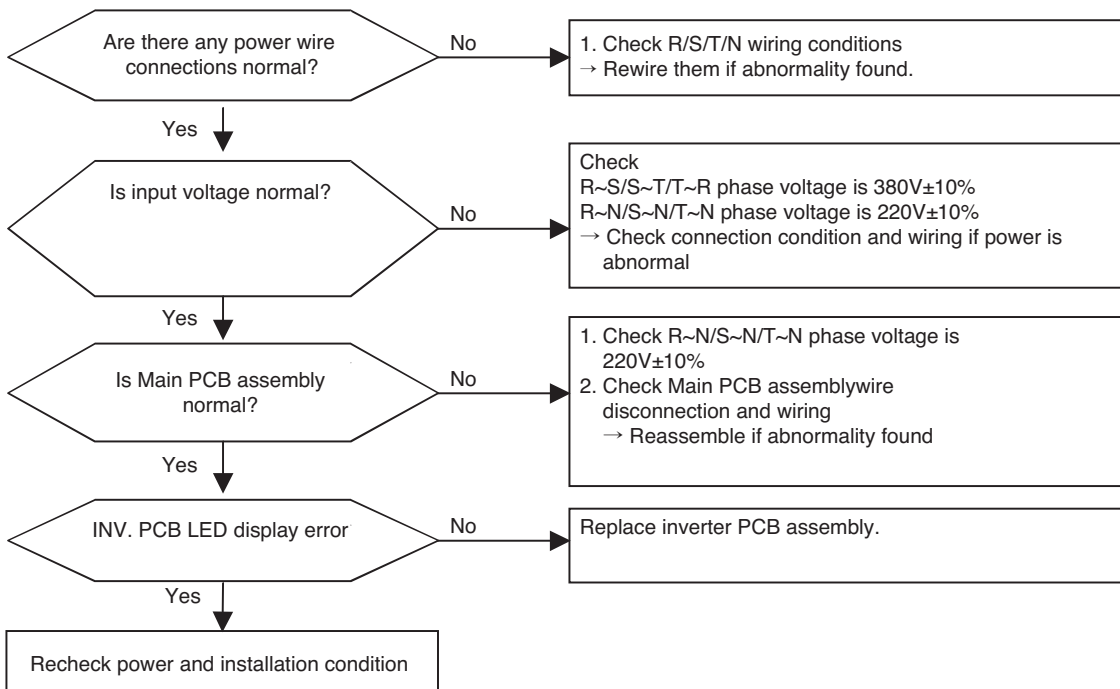 Are there any power wire
connections normal?
No
1. Check R/S/T/N wiring conditions
→ Rewire them if abnormality found.
Yes
Is input voltage normal?
No
Check
R~S/S~T/T~R phase voltage is 380V±10%
R~N/S~N/T~N phase voltage is 220V±10%
→ Check connection condition and wiring if power is
abnormal
Yes
Is Main PCB assembly
normal?
No
1. Check R~N/S~N/T~N phase voltage is
220V±10%
2. Check Main PCB assemblywire
disconnection and wiring
→ Reassemble if abnormality found
Yes
INV. PCB LED display error
No
Replace inverter PCB assembly.
Yes
Recheck power and installation condition